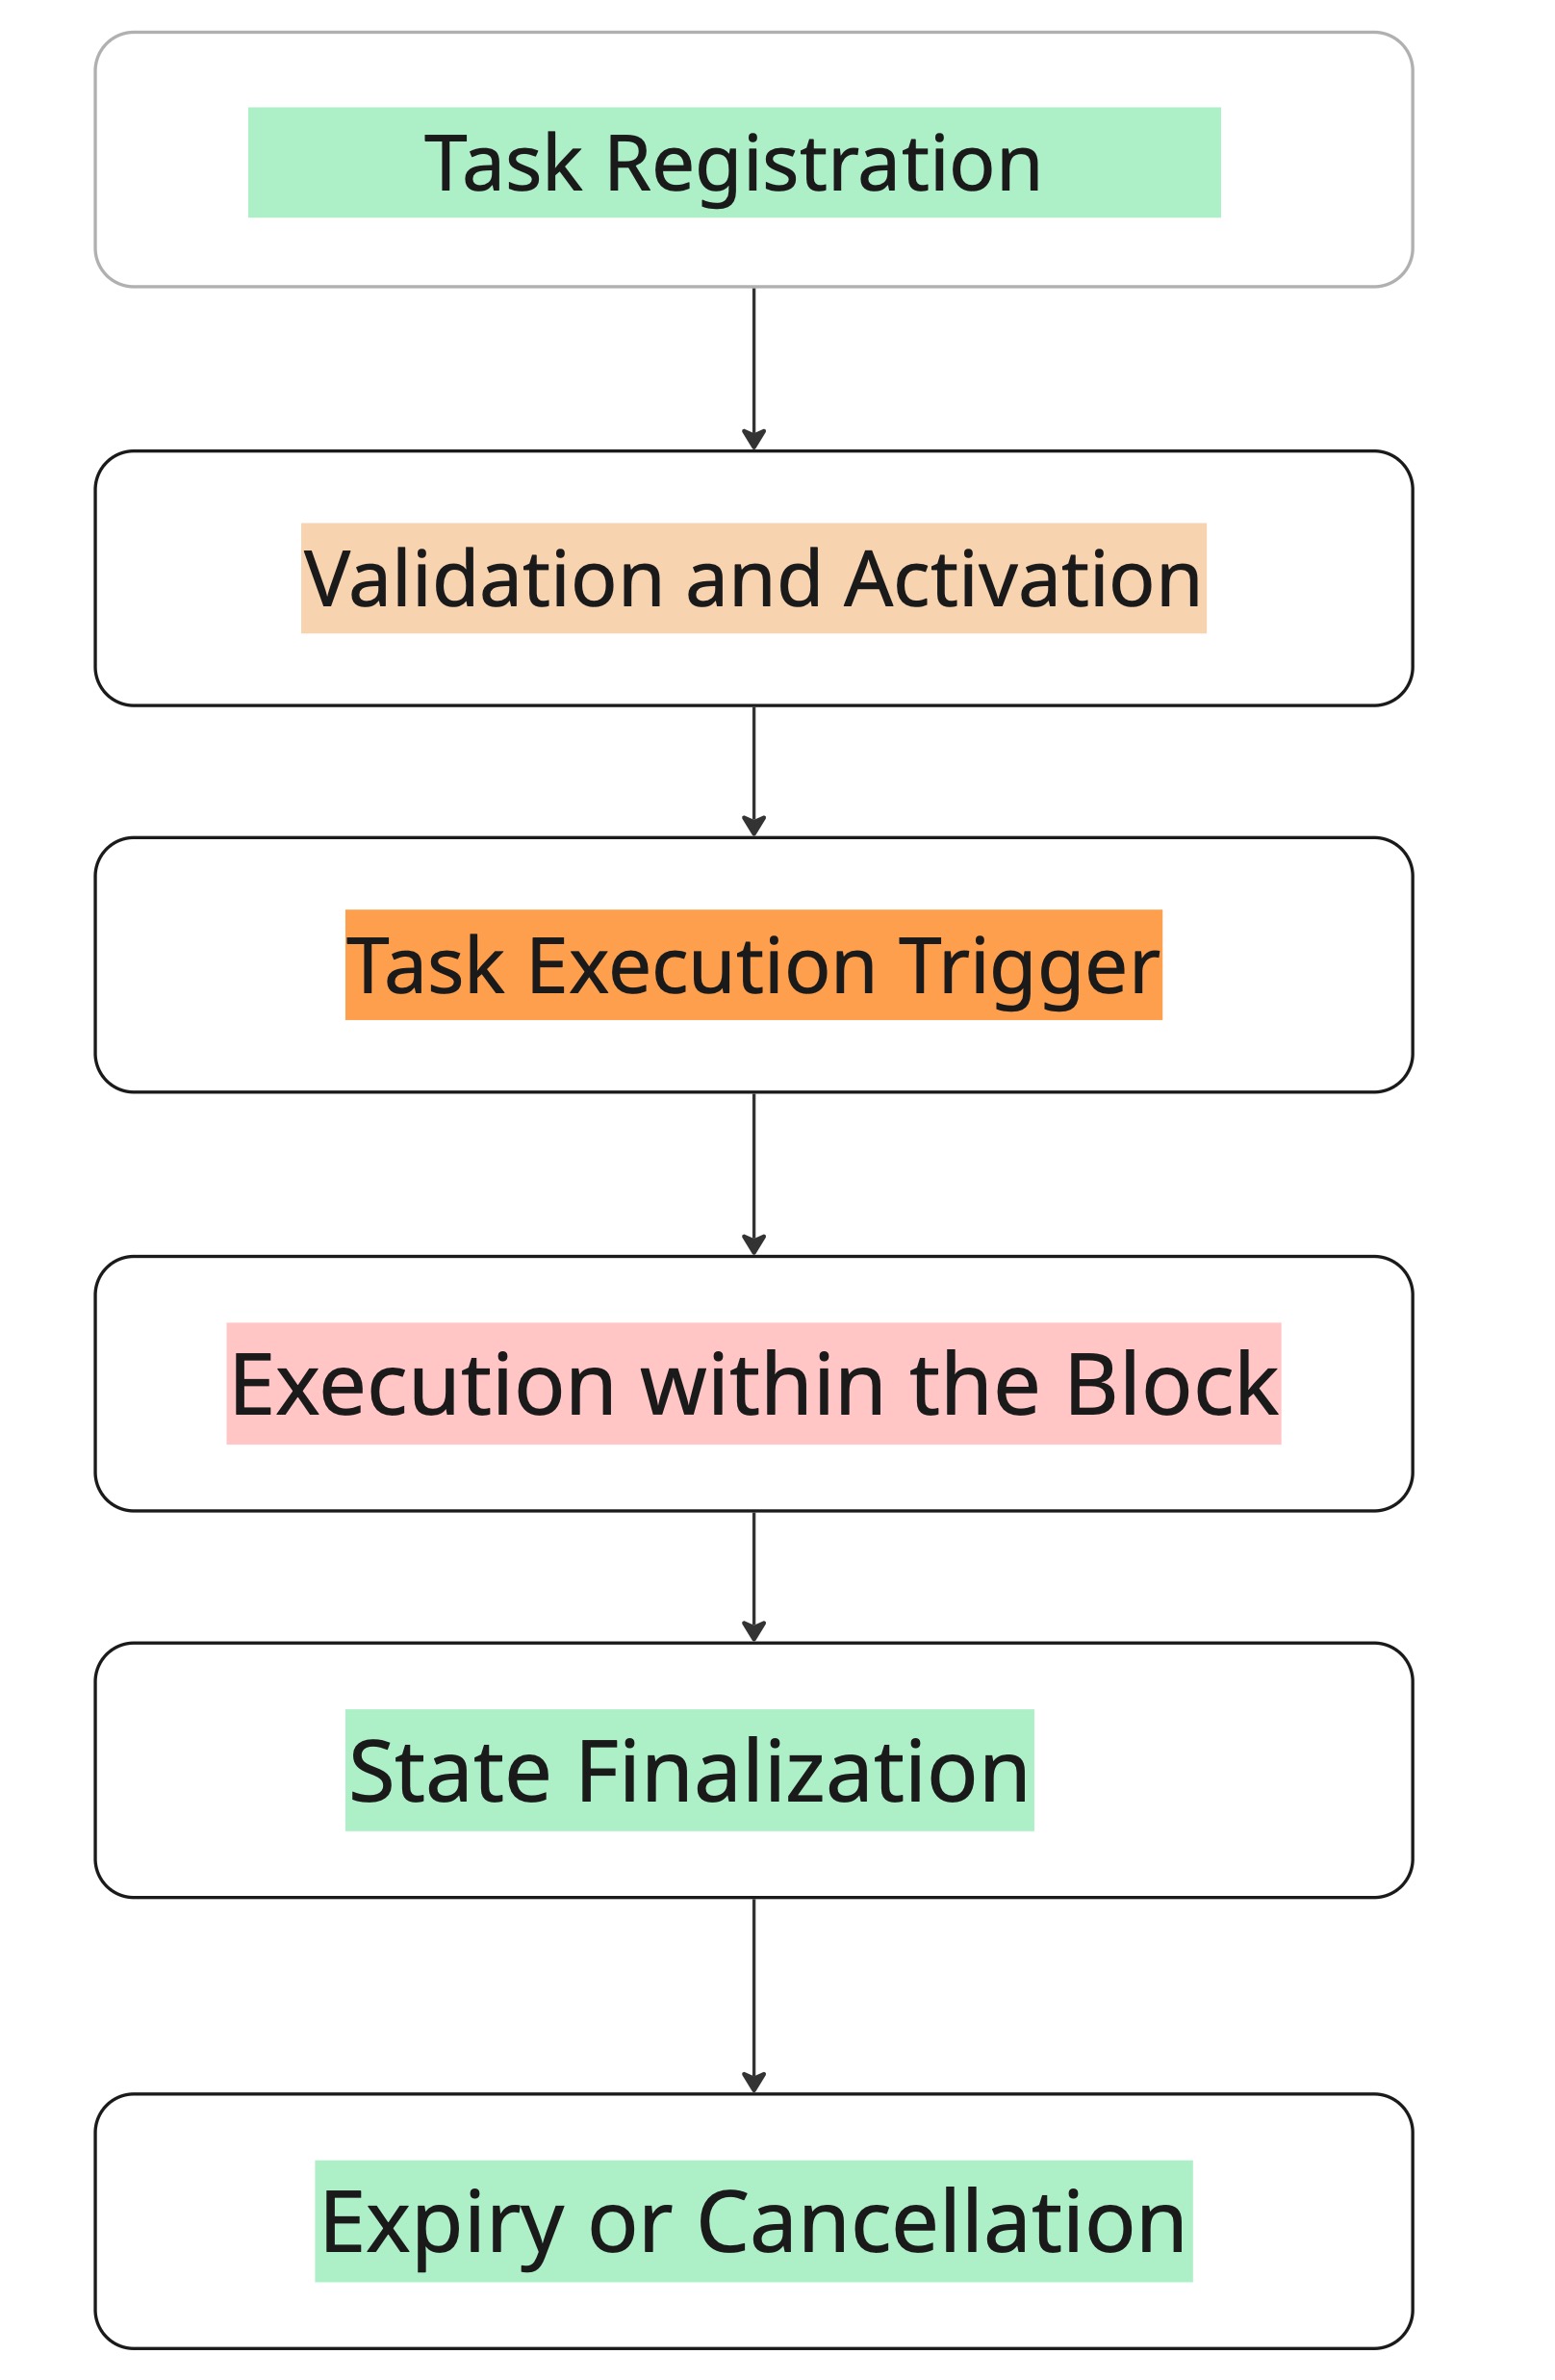 Task Registration
Validation and Activation
Task Execution Trigger
Execution within the Block
State Finalization
Expiry or Cancellation